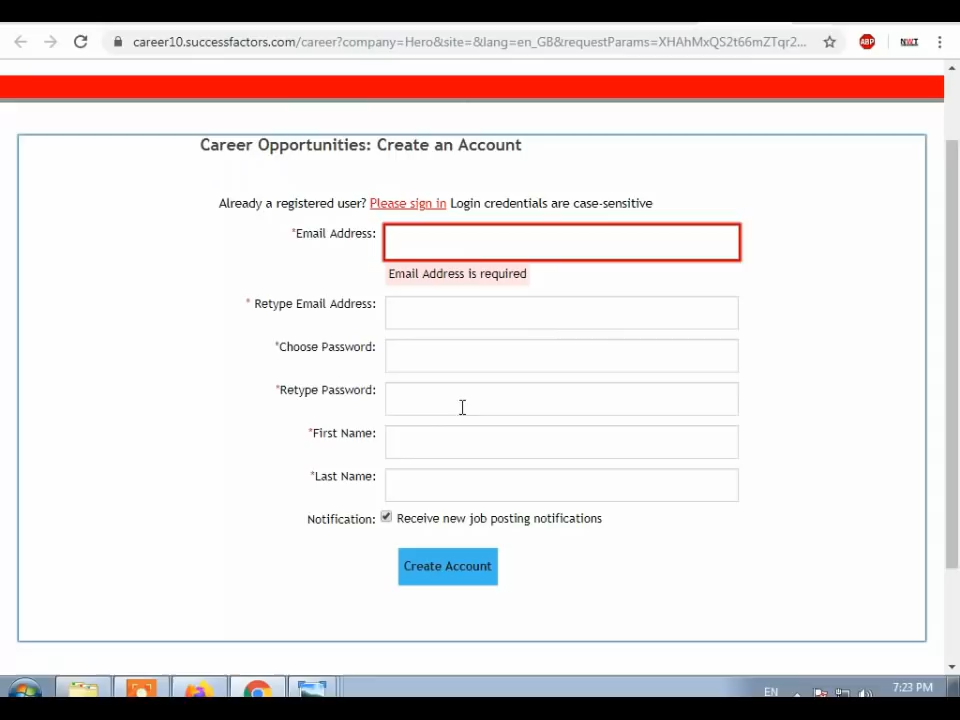 career10.successfactors.com/career?company=Hero&site=&lang=en_GB&requestParams=XHAhMxQS2t66mZTqr2...
ABP
NWT
Career Opportunities: Create an Account
Already a registered user? Please sign in Login credentials are case-sensitive
*Email Address:
Email Address is required
* Retype Email Address:
*Choose Password:
*Retype Password:
*First Name:
*Last Name:
Notification: Receive new job posting notifications
Create Account
EN
7:23 PM